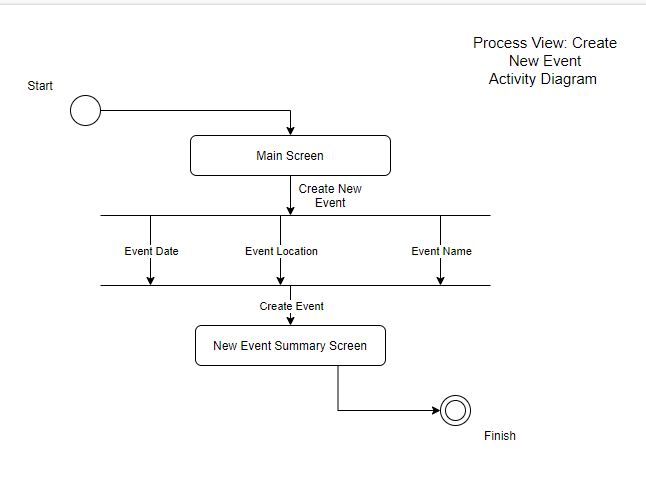 Process View: Create
New Event
Activity Diagram
Start
Main Screen
Create New
Event
Event Date
Event Location
Event Name
Create Event
New Event Summary Screen
Finish